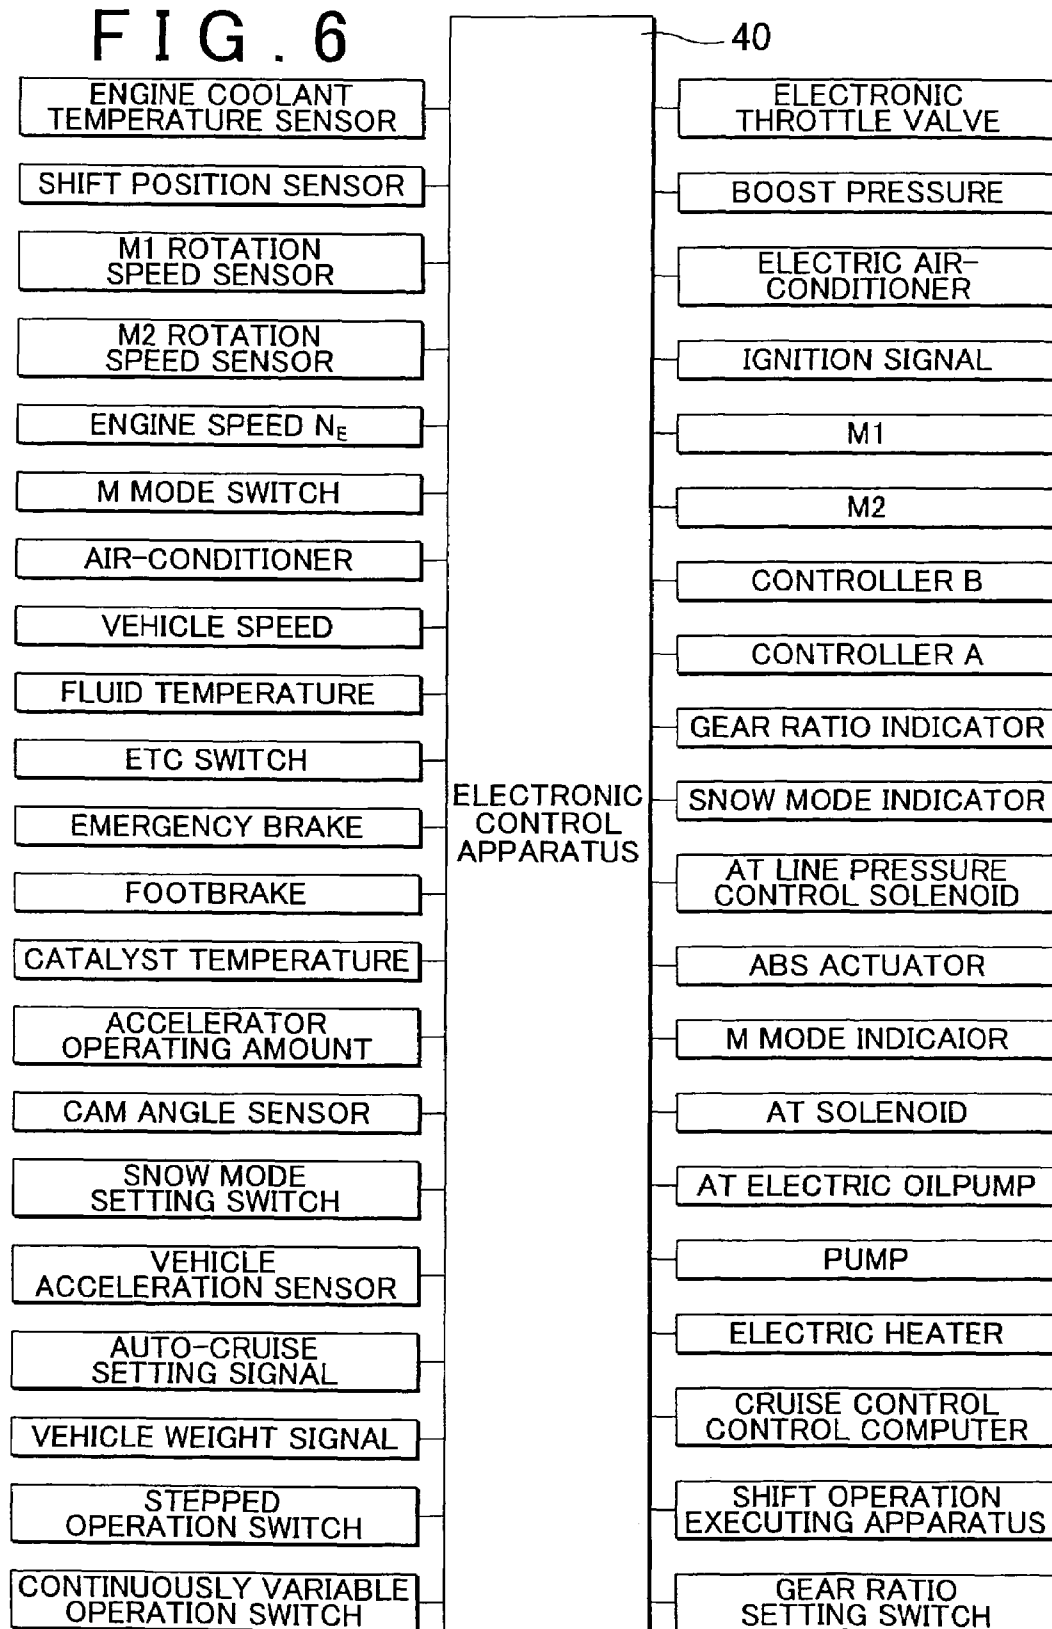 FIG.6
40
ENGINE COOLANT
TEMPERATURE SENSOR
SHIFT POSITION SENSOR
M1 ROTATION
SPEED SENSOR
M2 ROTATION
SPEED SENSOR
ENGINE SPEED NE
M MODE SWITCH
AIR-CONDITIONER
VEHICLE SPEED
FLUID TEMPERATURE
ETC SWITCH
EMERGENCY BRAKE
FOOTBRAKE
CATALYST TEMPERATURE
ACCELERATOR
OPERATING AMOUNT
CAM ANGLE SENSOR
SNOW MODE
SETTING SWITCH
VEHICLE
ACCELERATION SENSOR
AUTO-CRUISE
SETTING SIGNAL
VEHICLE WEIGHT SIGNAL
STEPPED
OPERATION SWITCH
CONTINUOUSLY VARIABLE
OPERATION SWITCH
ELECTRONIC
CONTROL
APPARATUS
ELECTRONIC
THROTTLE VALVE
BOOST PRESSURE
ELECTRIC AIR-
CONDITIONER
IGNITION SIGNAL
M1
M2
CONTROLLER B
CONTROLLER A
GEAR RATIO INDICATOR
SNOW MODE INDICATOR
AT LINE PRESSURE
CONTROL SOLENOID
ABS ACTUATOR
M MODE INDICAIOR
AT SOLENOID
AT ELECTRIC OILPUMP
PUMP
ELECTRIC HEATER
CRUISE CONTROL
CONTROL COMPUTER
SHIFT OPERATION
EXECUTING APPARATUS
GEAR RATIO
SETTING SWITCH